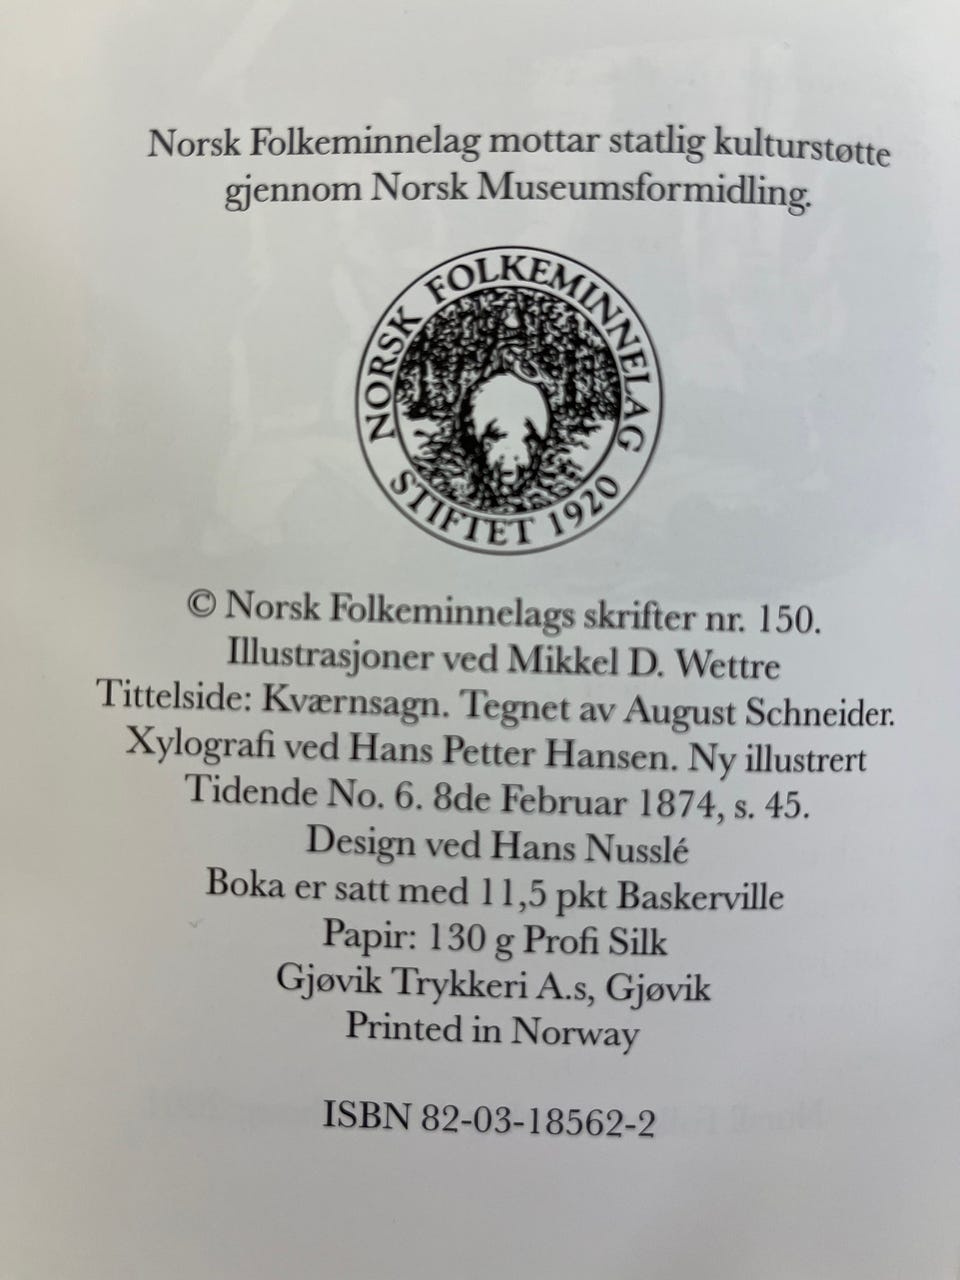 Norsk Folkeminnelag mottar statlig kulturstøtte
gjennom Norsk Museumsformidling.
NORSK FOLKEMINNELAG
STIFTET 1920
© Norsk Folkeminnelags skrifter nr. 150.
Illustrasjoner ved Mikkel D. Wettre
Tittelside: Kværnsagn. Tegnet av August Schneider.
Xylografi ved Hans Petter Hansen. Ny illustrert
Tidende No. 6. 8de Februar 1874, s. 45.
Design ved Hans Nusslé
Boka er satt med 11,5 pkt Baskerville
Papir: 130 g Profi Silk
Gjøvik Trykkeri A.s, Gjøvik
Printed in Norway
ISBN 82-03-18562-2